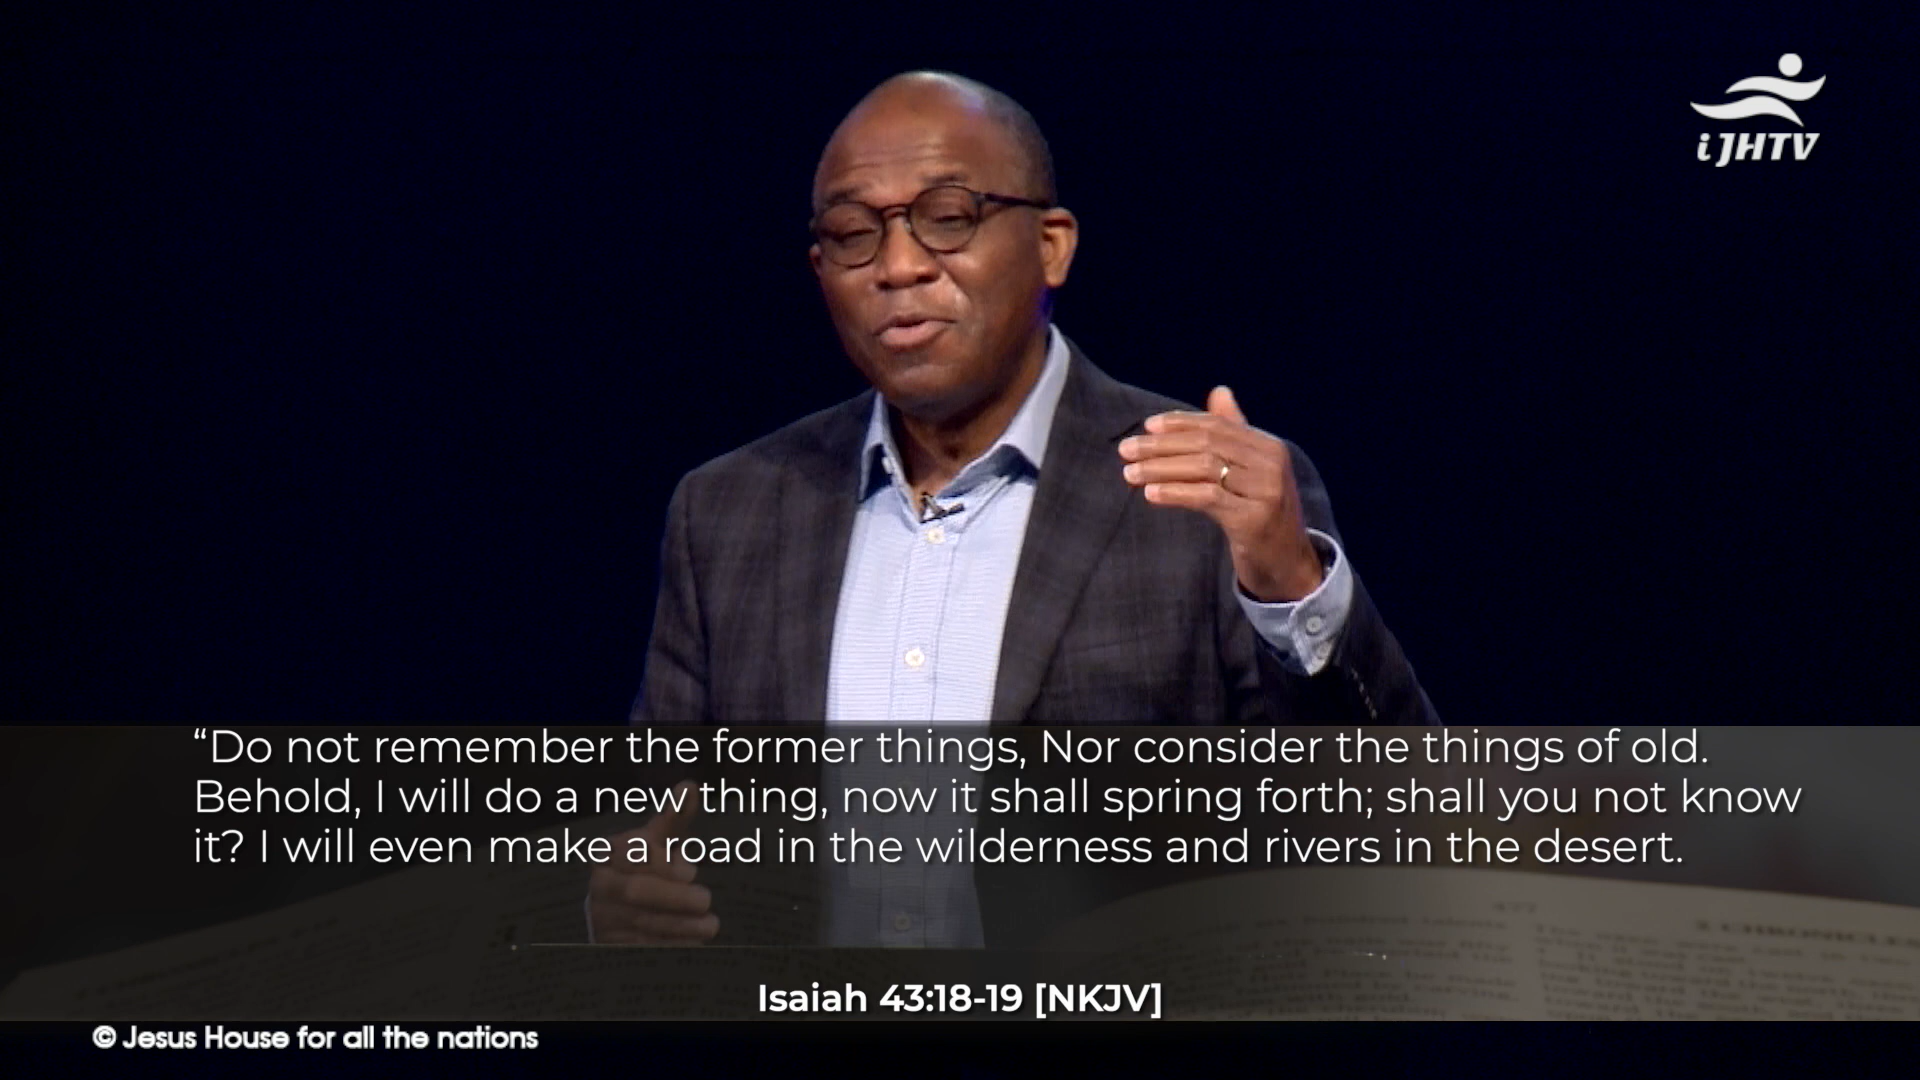 i JHTV
“Do not remember the former things, Nor consider the things of old.
Behold, I will do a new thing, now it shall spring forth; shall you not know
it? I will even make a road in the wilderness and rivers in the desert.
Isaiah 43:18-19 [NKJV]
© Jesus House for all the nations